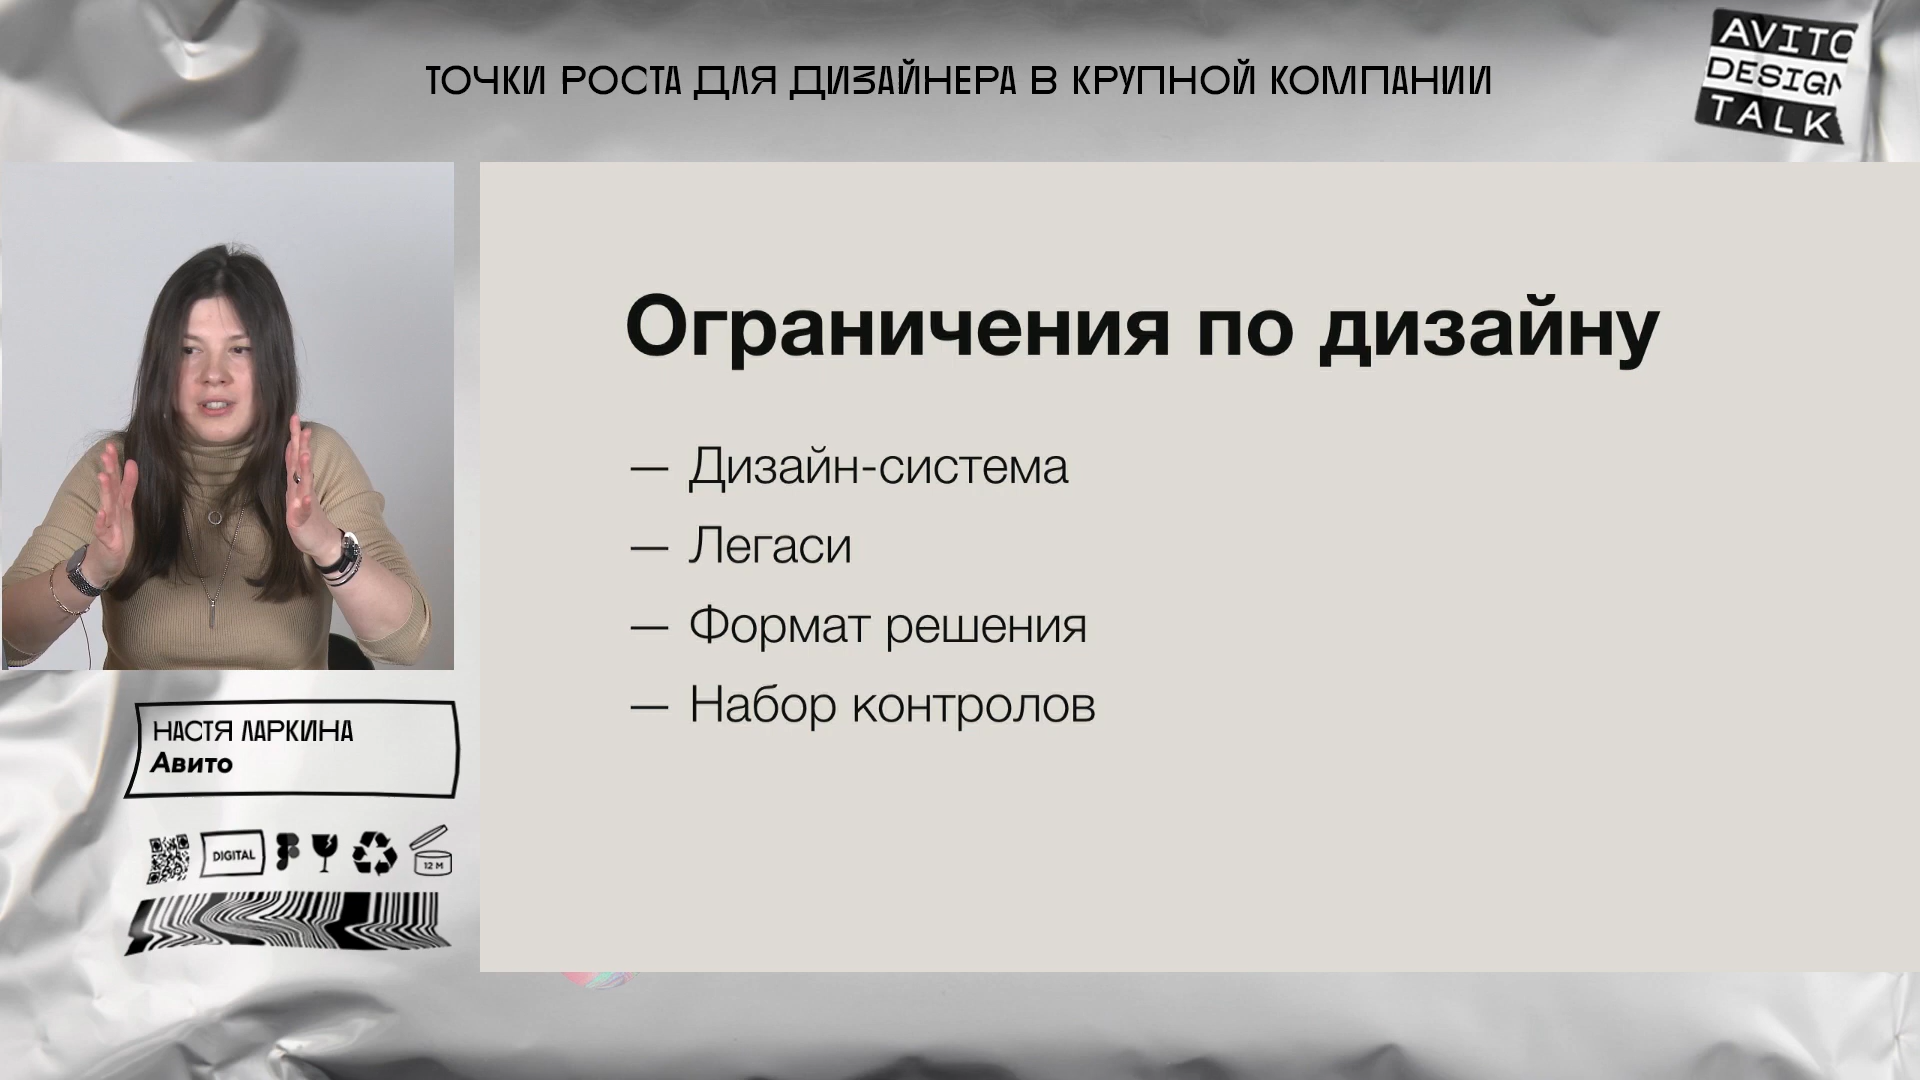 ТОЧКИ РОСТА ДЛЯ ДИЗАЙНЕРА В КРУПНОЙ КОМПАНИИ
AVITO
DESIGN
TALK
Ограничения по дизайну
— Дизайн-система
— Легаси
— Формат решения
— Набор контролов
НАСТЯ ЛАРКИНА
Авито
DIGITAL
12 M